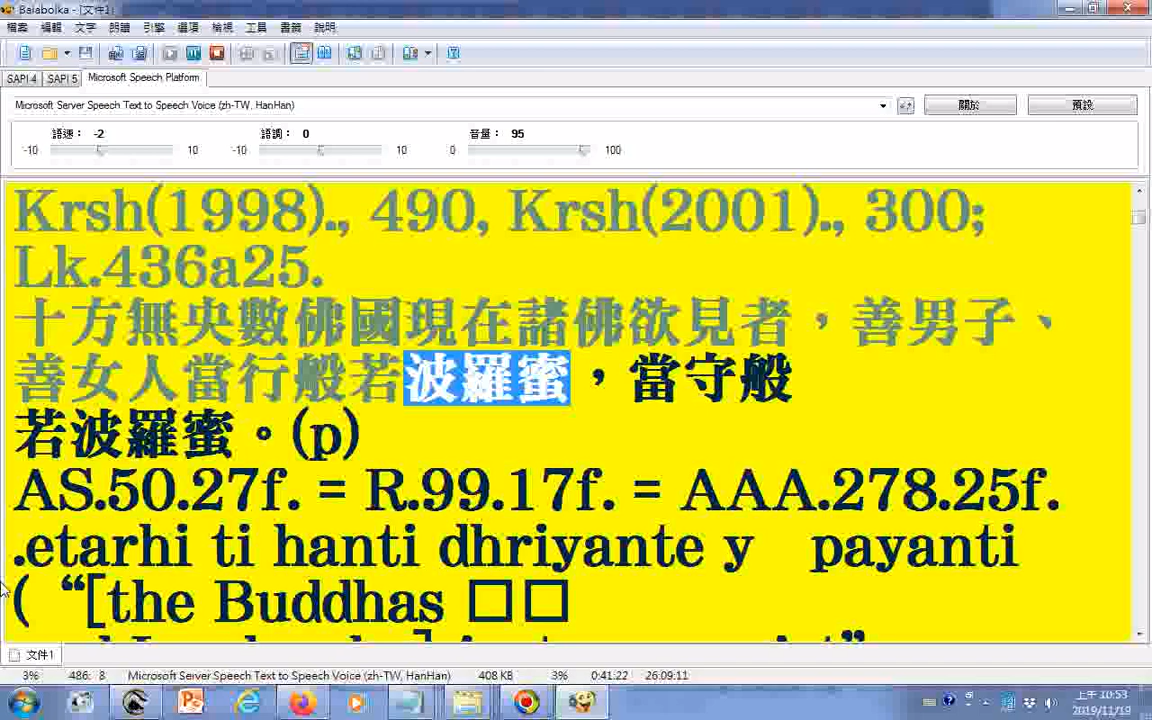 Balabolka - [文件1]
檔案 編輯 文字 朗讀 引擎 選項 檢視 工具 書籤 說明
SAPI 4 SAPI 5 Microsoft Speech Platform
Microsoft Server Speech Text to Speech Voice (zh-TW, HanHan) 關於 預設
語速： -2 語調： 0 音量： 95
-10 10 -10 10 0 100
Krsh(1998)., 490, Krsh(2001)., 300;
Lk.436a25.
十方無央數佛國現在諸佛欲見者，善男子、
善女人當行般若波羅蜜，當守般
若波羅蜜。(p)
AS.50.27f. = R.99.17f. = AAA.278.25f.
.etarhi ti hanti dhriyante y payanti
( “[the Buddhas □□
文件1
3% 486: 8 Microsoft Server Speech Text to Speech Voice (zh-TW, HanHan) 408 KB 3% 0:41:22 26:09:11
上午 10:53
2019/11/19